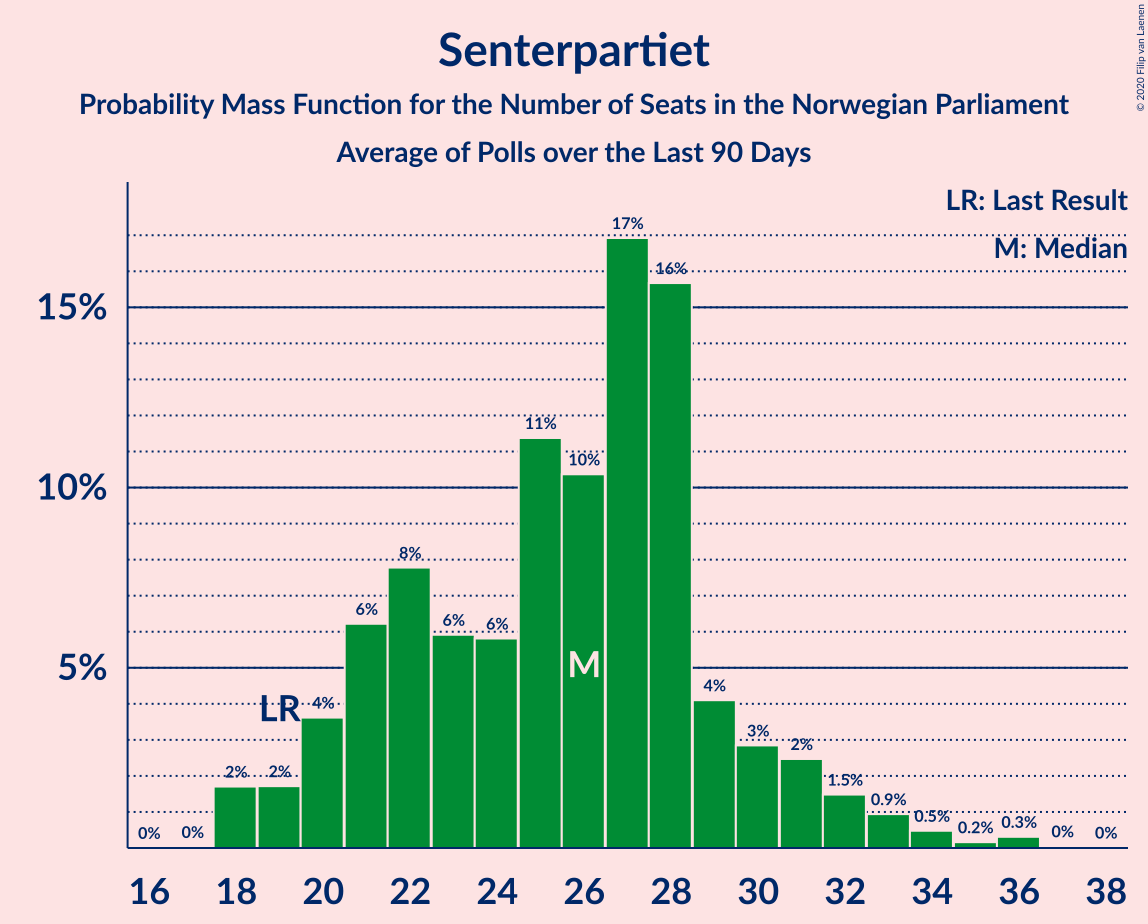 Senterpartiet
Probability Mass Function for the Number of Seats in the Norwegian Parliament
Average of Polls over the Last 90 Days
© 2020 Filip van Laenen
LR: Last Result
M: Median
15%
10%
5%
0%
0%
2%
2%
LR
4%
6%
8%
6%
6%
11%
10%
M
17%
16%
4%
3%
2%
1.5%
0.9%
0.5%
0.2%
0.3%
0%
0%
16 18 20 22 24 26 28 30 32 34 36 38